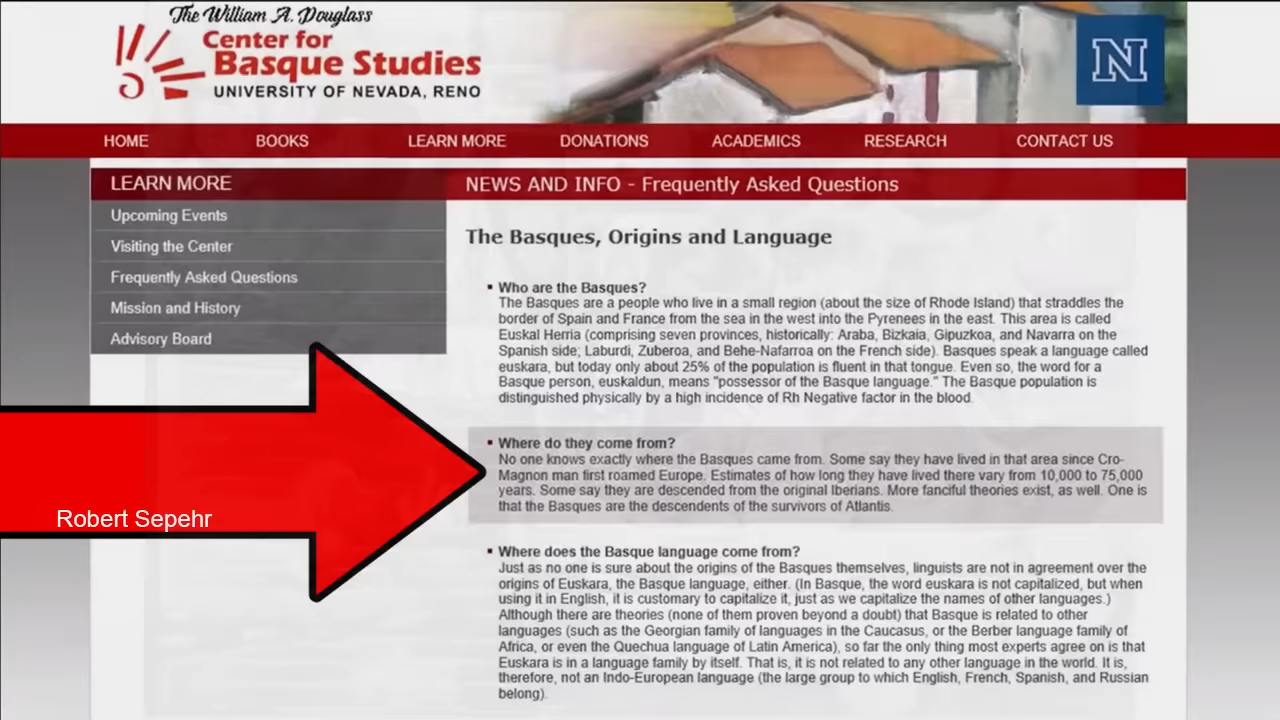 The William A. Douglass
Center for
Basque Studies
UNIVERSITY OF NEVADA, RENO
N
HOME BOOKS LEARN MORE DONATIONS ACADEMICS RESEARCH CONTACT US
LEARN MORE
Upcoming Events
Visiting the Center
Frequently Asked Questions
Mission and History
Advisory Board
Robert Sepehr
NEWS AND INFO - Frequently Asked Questions
The Basques, Origins and Language
▪ Who are the Basques?
The Basques are a people who live in a small region (about the size of Rhode Island) that straddles the
border of Spain and France from the sea in the west into the Pyrenees in the east. This area is called
Euskal Herria (comprising seven provinces, historically: Araba, Bizkaia, Gipuzkoa, and Navarra on the
Spanish side; Laburdi, Zuberoa, and Behe-Nafarroa on the French side). Basques speak a language called
euskara, but today only about 25% of the population is fluent in that tongue. Even so, the word for a
Basque person, euskaldun, means "possessor of the Basque language." The Basque population is
distinguished physically by a high incidence of Rh Negative factor in the blood.
▪ Where do they come from?
No one knows exactly where the Basques came from. Some say they have lived in that area since Cro-
Magnon man first roamed Europe. Estimates of how long they have lived there vary from 10,000 to 75,000
years. Some say they are descended from the original Iberians. More fanciful theories exist, as well. One is
that the Basques are the descendents of the survivors of Atlantis.
▪ Where does the Basque language come from?
Just as no one is sure about the origins of the Basques themselves, linguists are not in agreement over the
origins of Euskara, the Basque language, either. (In Basque, the word euskara is not capitalized, but when
using it in English, it is customary to capitalize it, just as we capitalize the names of other languages.)
Although there are theories (none of them proven beyond a doubt) that Basque is related to other
languages (such as the Georgian family of languages in the Caucasus, or the Berber language family of
Africa, or even the Quechua language of Latin America), so far the only thing most experts agree on is that
Euskara is in a language family by itself. That is, it is not related to any other language in the world. It is,
therefore, not an Indo-European language (the large group to which English, French, Spanish, and Russian
belong).